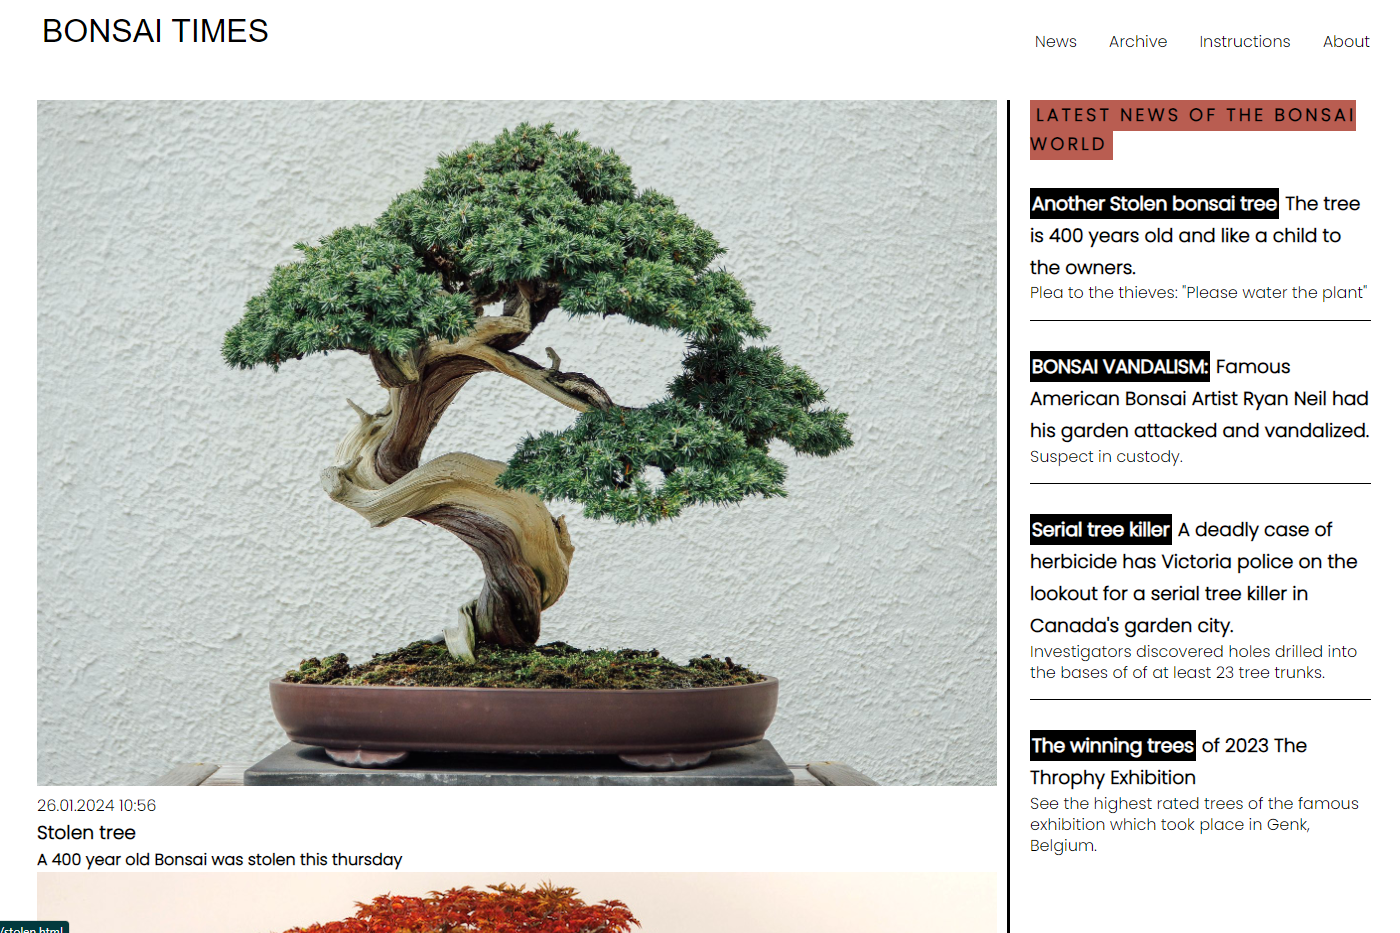 BONSAI TIMES
News Archive Instructions About
LATEST NEWS OF THE BONSAI
WORLD
Another Stolen bonsai tree The tree
is 400 years old and like a child to
the owners.
Plea to the thieves: "Please water the plant"
BONSAI VANDALISM: Famous
American Bonsai Artist Ryan Neil had
his garden attacked and vandalized.
Suspect in custody.
Serial tree killer A deadly case of
herbicide has Victoria police on the
lookout for a serial tree killer in
Canada's garden city.
Investigators discovered holes drilled into
the bases of of at least 23 tree trunks.
The winning trees of 2023 The
Throphy Exhibition
See the highest rated trees of the famous
exhibition which took place in Genk,
Belgium.
26.01.2024 10:56
Stolen tree
A 400 year old Bonsai was stolen this thursday
/stolen.html